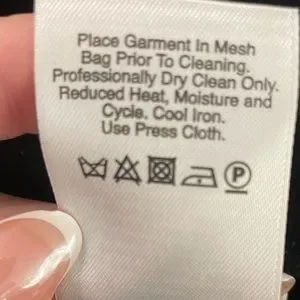 Place Garment In Mesh
Bag Prior To Cleaning.
Professionally Dry Clean Only.
Reduced Heat, Moisture and
Cycle. Cool Iron.
Use Press Cloth.
P